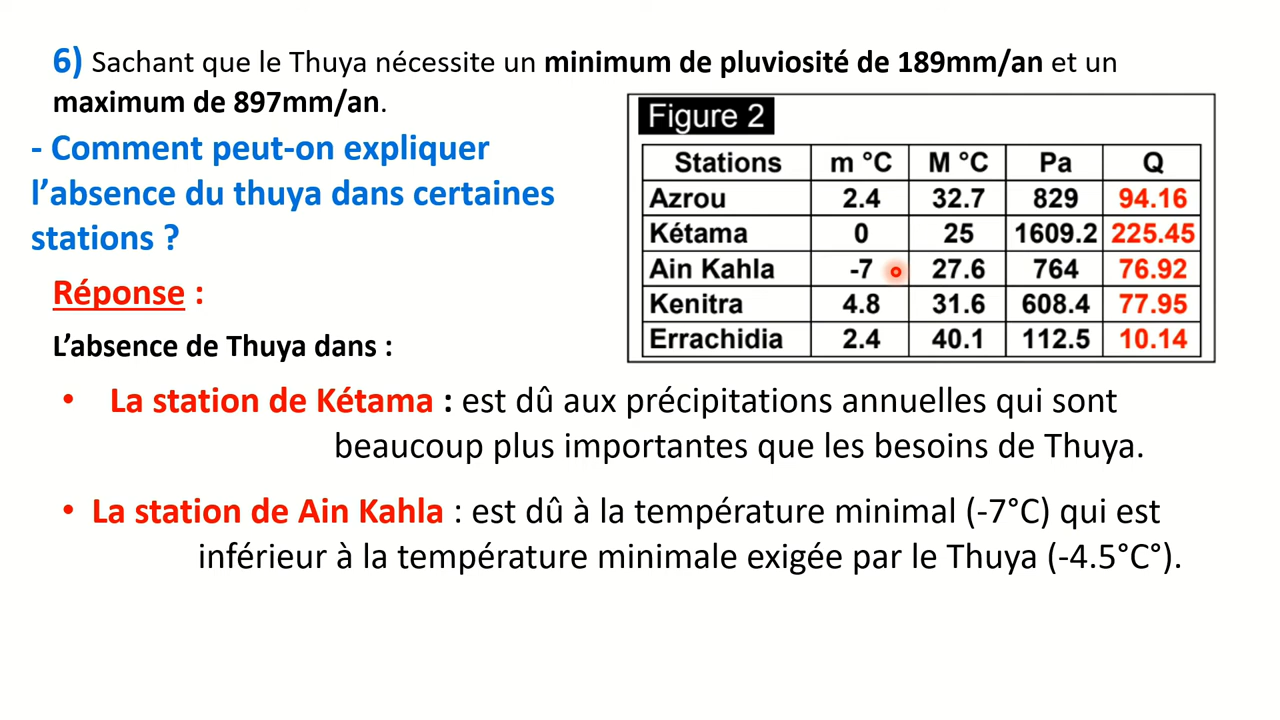 6) Sachant que le Thuya nécessite un minimum de pluviosité de 189mm/an et un
maximum de 897mm/an.
- Comment peut-on expliquer
l’absence du thuya dans certaines
stations ?
Réponse :
L’absence de Thuya dans :
Figure 2
Stations m °C M °C Pa Q
Azrou 2.4 32.7 829 94.16
Kétama 0 25 1609.2 225.45
Ain Kahla -7 27.6 764 76.92
Kenitra 4.8 31.6 608.4 77.95
Errachidia 2.4 40.1 112.5 10.14
• La station de Kétama : est dû aux précipitations annuelles qui sont
beaucoup plus importantes que les besoins de Thuya.
• La station de Ain Kahla : est dû à la température minimal (-7°C) qui est
inférieur à la température minimale exigée par le Thuya (-4.5°C°).